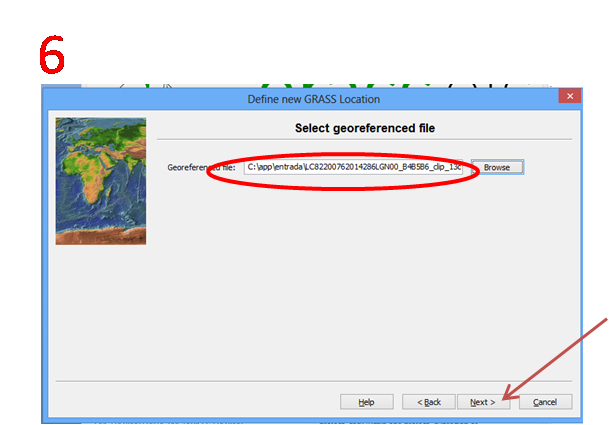 6
Define new GRASS Location
Select georeferenced file
Georeferenced file: C:\app\entrada\LC82200762014286LGN00_B4B5B6_clip_13c Browse
Help < Back Next > Cancel